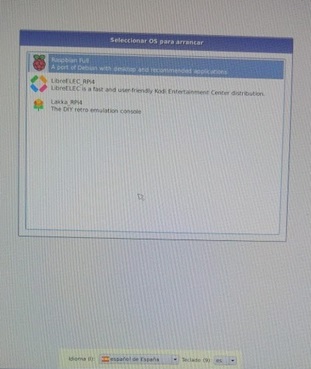 Seleccionar OS para arrancar
Raspbian Full
A port of Debian with desktop and recommended applications
LibreELEC_RPi4
LibreELEC is a fast and user-friendly Kodi Entertainment Center distribution.
Lakka_RPi4
The DIY retro emulation console
Idioma (l): español de España Teclado (9): es